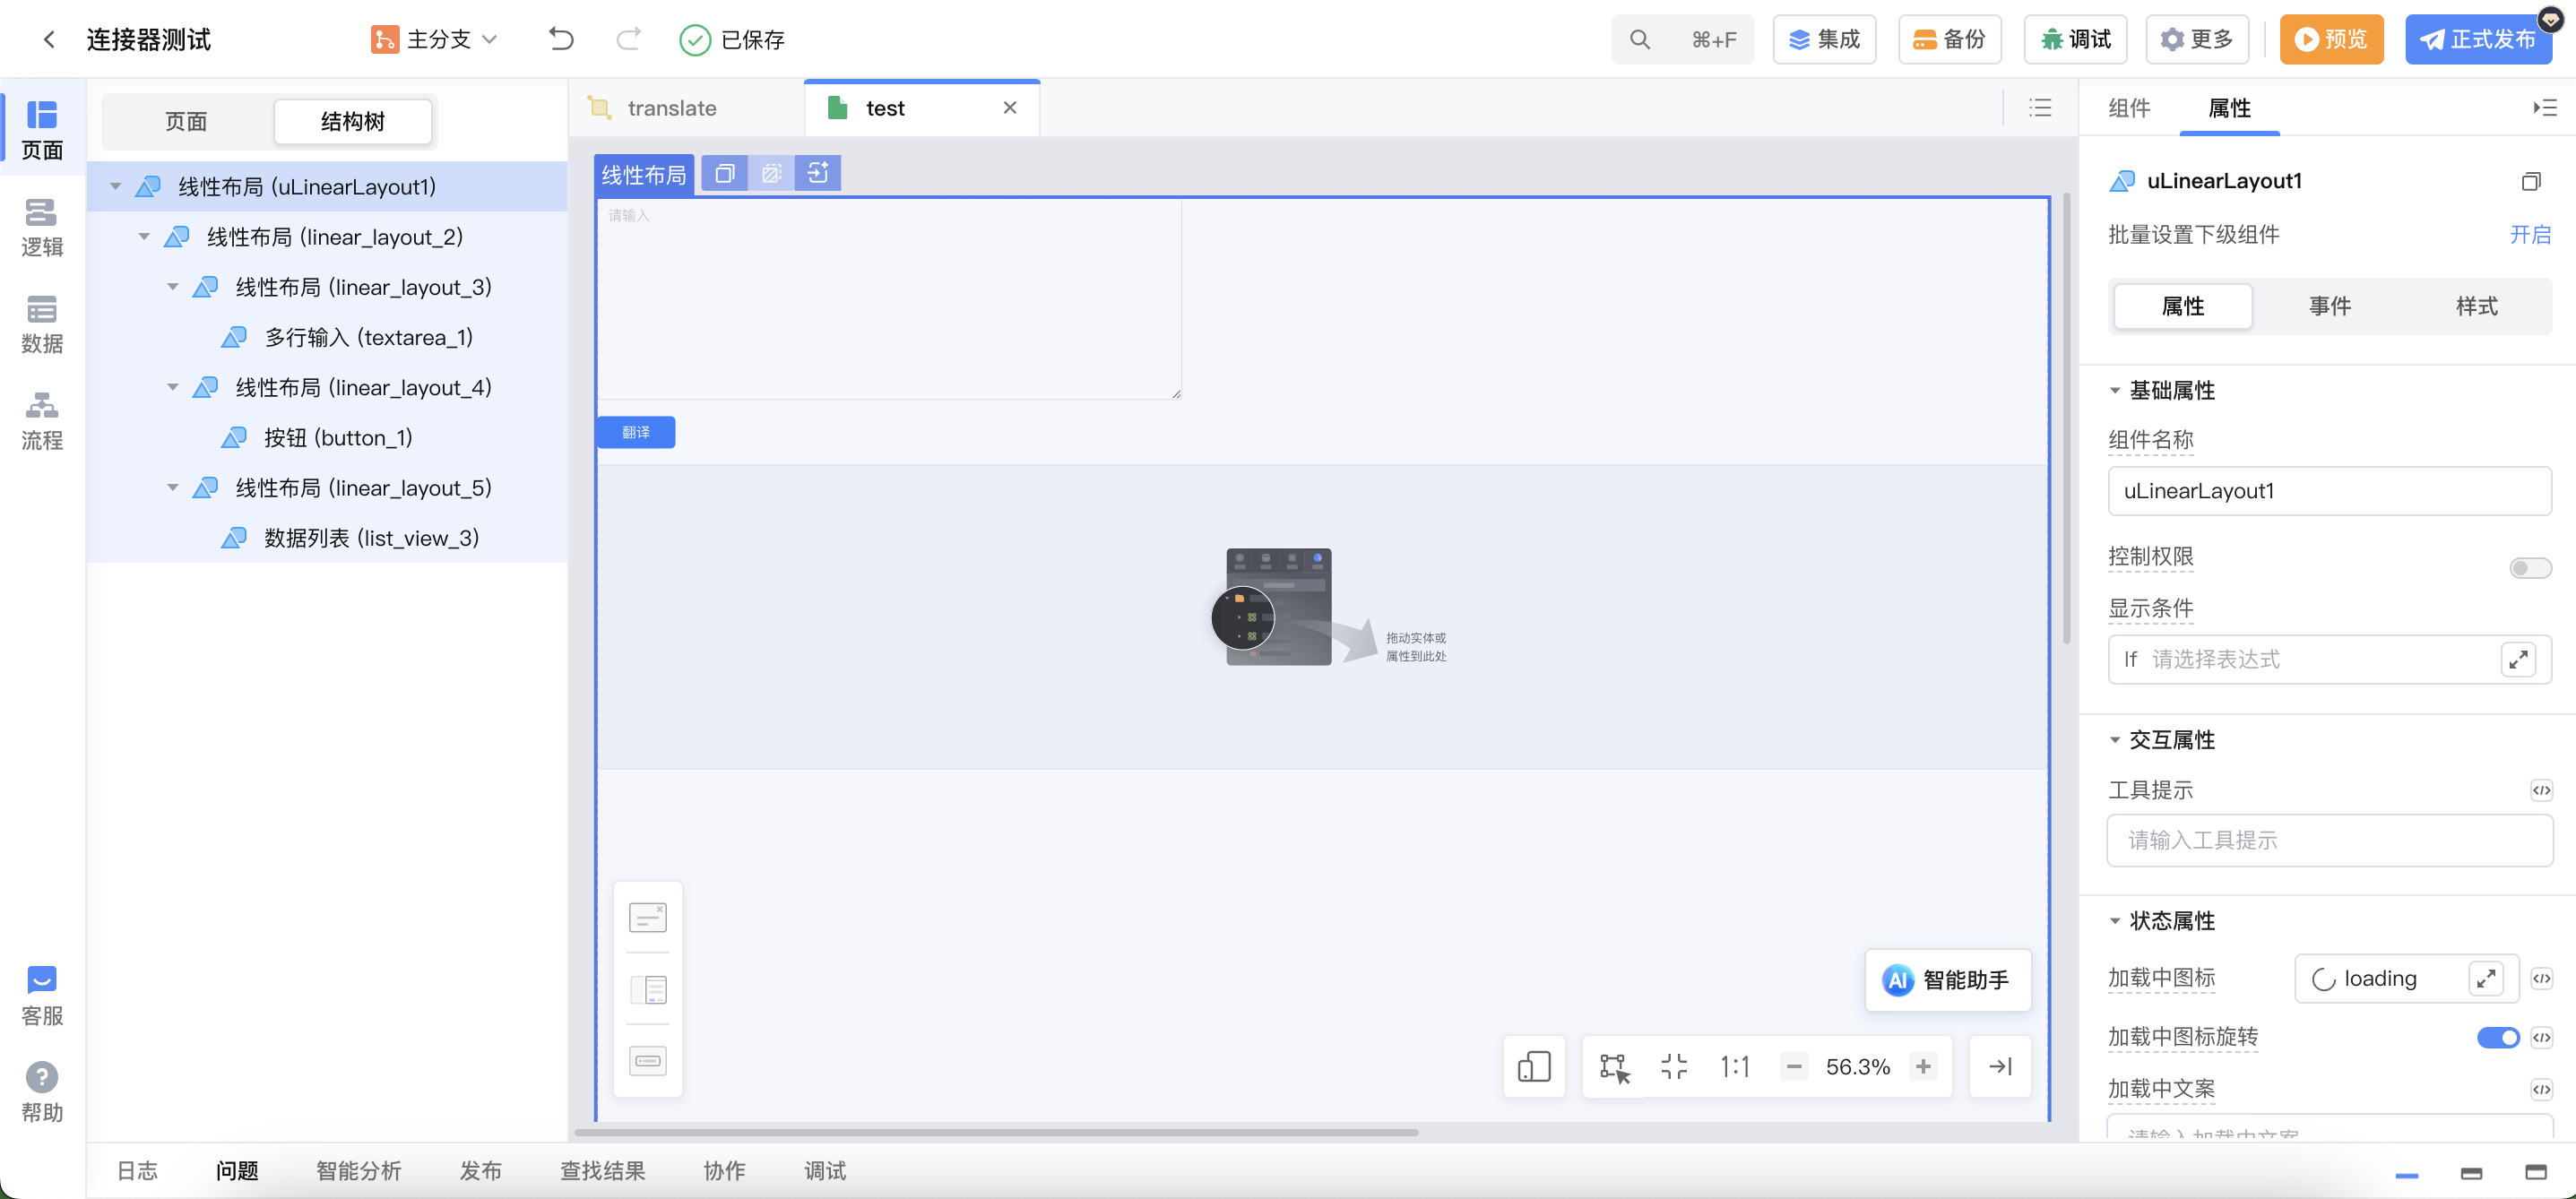 连接器测试
主分支
已保存
⌘+F
集成
备份
调试
更多
预览
正式发布
页面
逻辑
数据
流程
客服
帮助
页面
结构树
线性布局 (uLinearLayout1)
线性布局 (linear_layout_2)
线性布局 (linear_layout_3)
多行输入 (textarea_1)
线性布局 (linear_layout_4)
按钮 (button_1)
线性布局 (linear_layout_5)
数据列表 (list_view_3)
translate
test
线性布局
请输入
翻译
拖动实体或
属性到此处
AI 智能助手
1:1
56.3%
组件
属性
uLinearLayout1
批量设置下级组件
开启
属性
事件
样式
基础属性
组件名称
uLinearLayout1
控制权限
显示条件
If 请选择表达式
交互属性
工具提示
请输入工具提示
状态属性
加载中图标
loading
加载中图标旋转
加载中文案
请输入加载中文案
日志
问题
智能分析
发布
查找结果
协作
调试